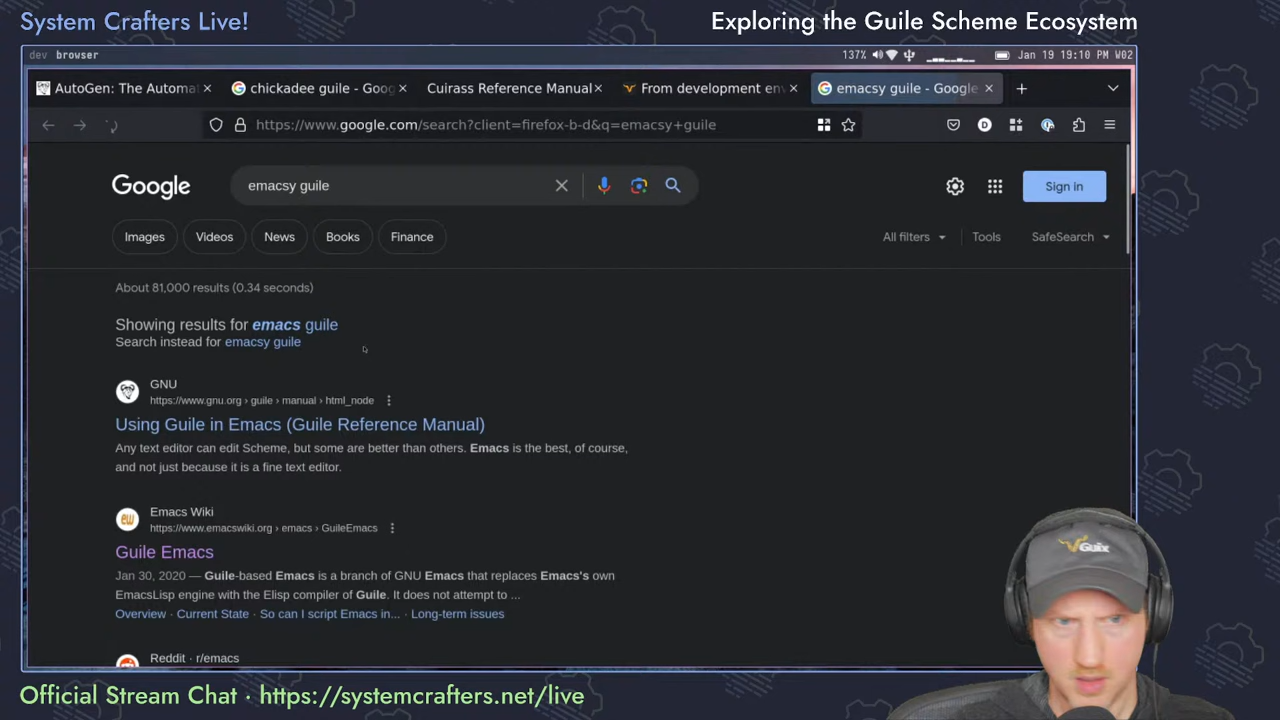 System Crafters Live!
Exploring the Guile Scheme Ecosystem
dev browser
137%
Jan 19 19:10 PM W02
AutoGen: The Automat
chickadee guile - Goog
Cuirass Reference Manual
From development env
emacsy guile - Google
https://www.google.com/search?client=firefox-b-d&q=emacsy+guile
D
Google
emacsy guile
Sign in
Images
Videos
News
Books
Finance
All filters
Tools
SafeSearch
About 81,000 results (0.34 seconds)
Showing results for emacs guile
Search instead for emacsy guile
GNU
https://www.gnu.org › guile › manual › html_node
Using Guile in Emacs (Guile Reference Manual)
Any text editor can edit Scheme, but some are better than others. Emacs is the best, of course,
and not just because it is a fine text editor.
ew
Emacs Wiki
https://www.emacswiki.org › emacs › GuileEmacs
Guile Emacs
Jan 30, 2020 — Guile-based Emacs is a branch of GNU Emacs that replaces Emacs's own
EmacsLisp engine with the Elisp compiler of Guile. It does not attempt to ...
Overview · Current State · So can I script Emacs in... · Long-term issues
Reddit · r/emacs
Guix
Official Stream Chat · https://systemcrafters.net/live